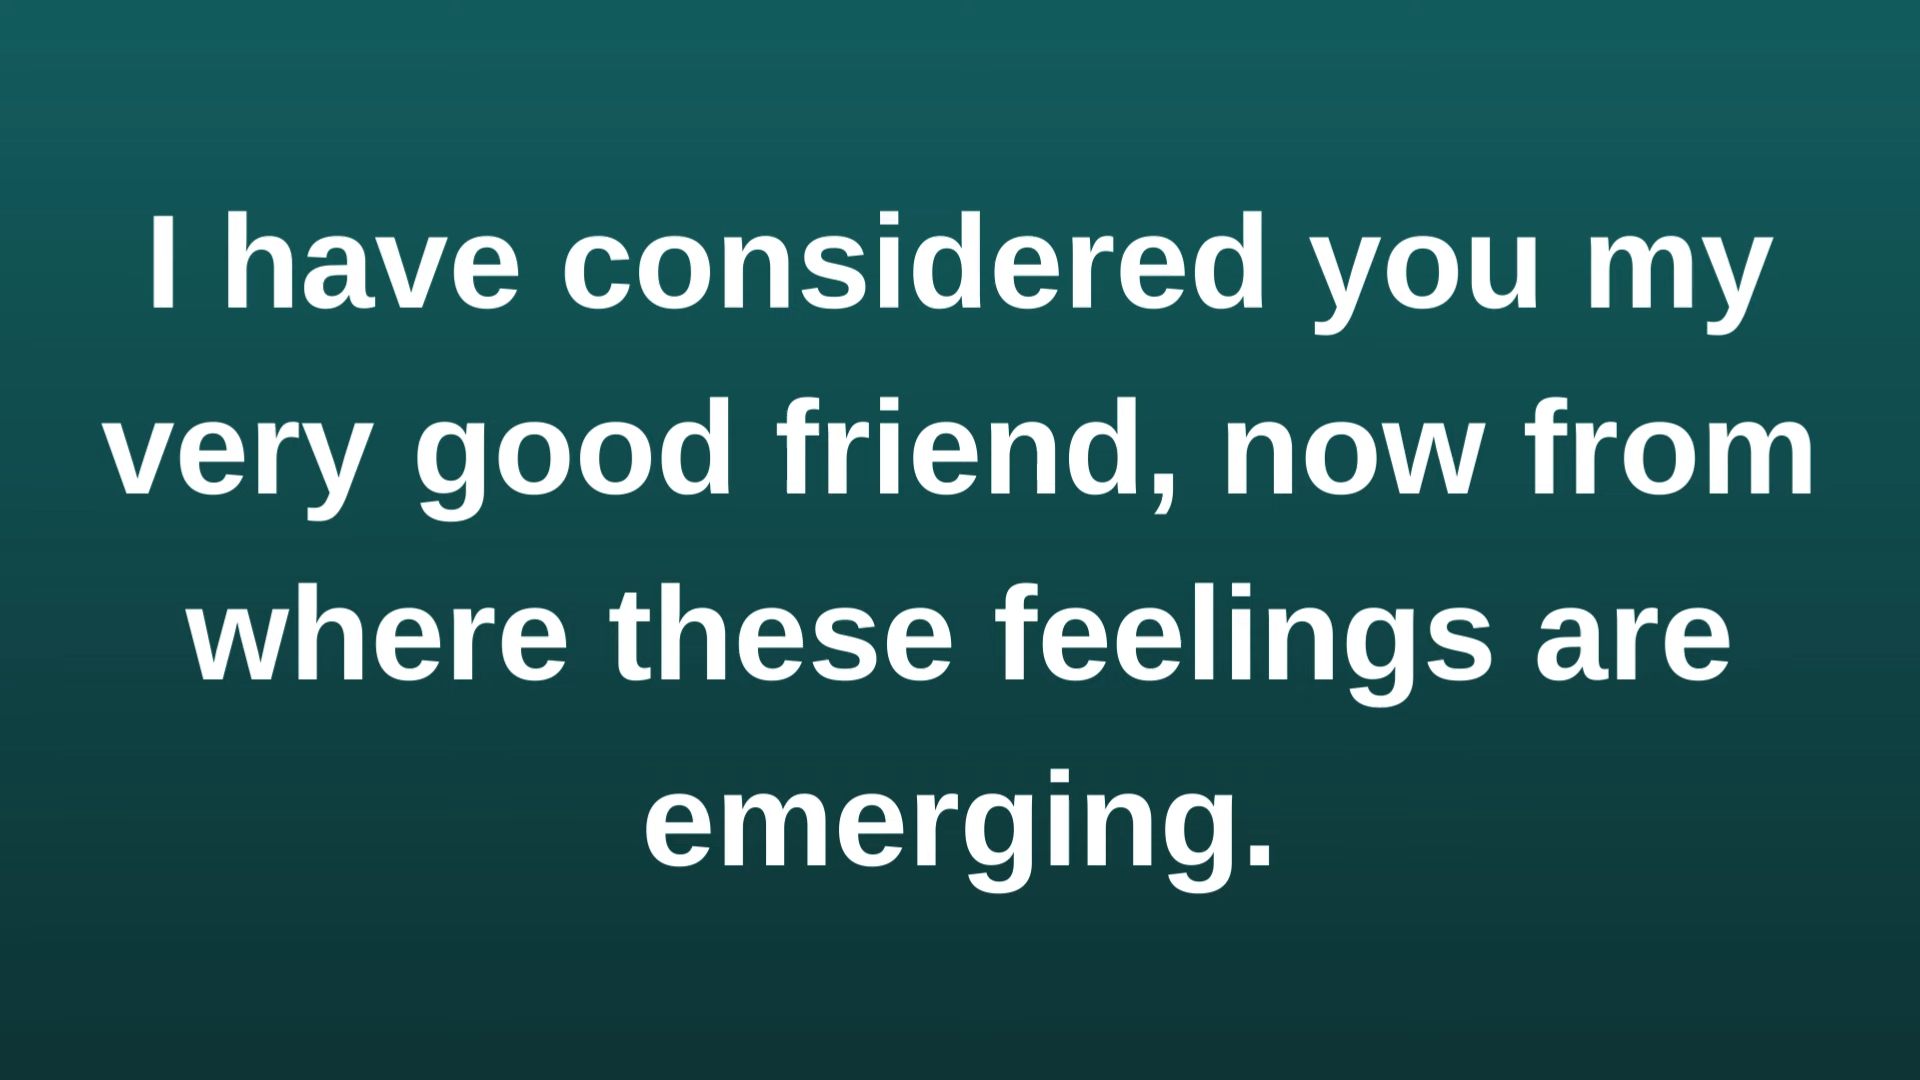 I have considered you my
very good friend, now from
where these feelings are
emerging.